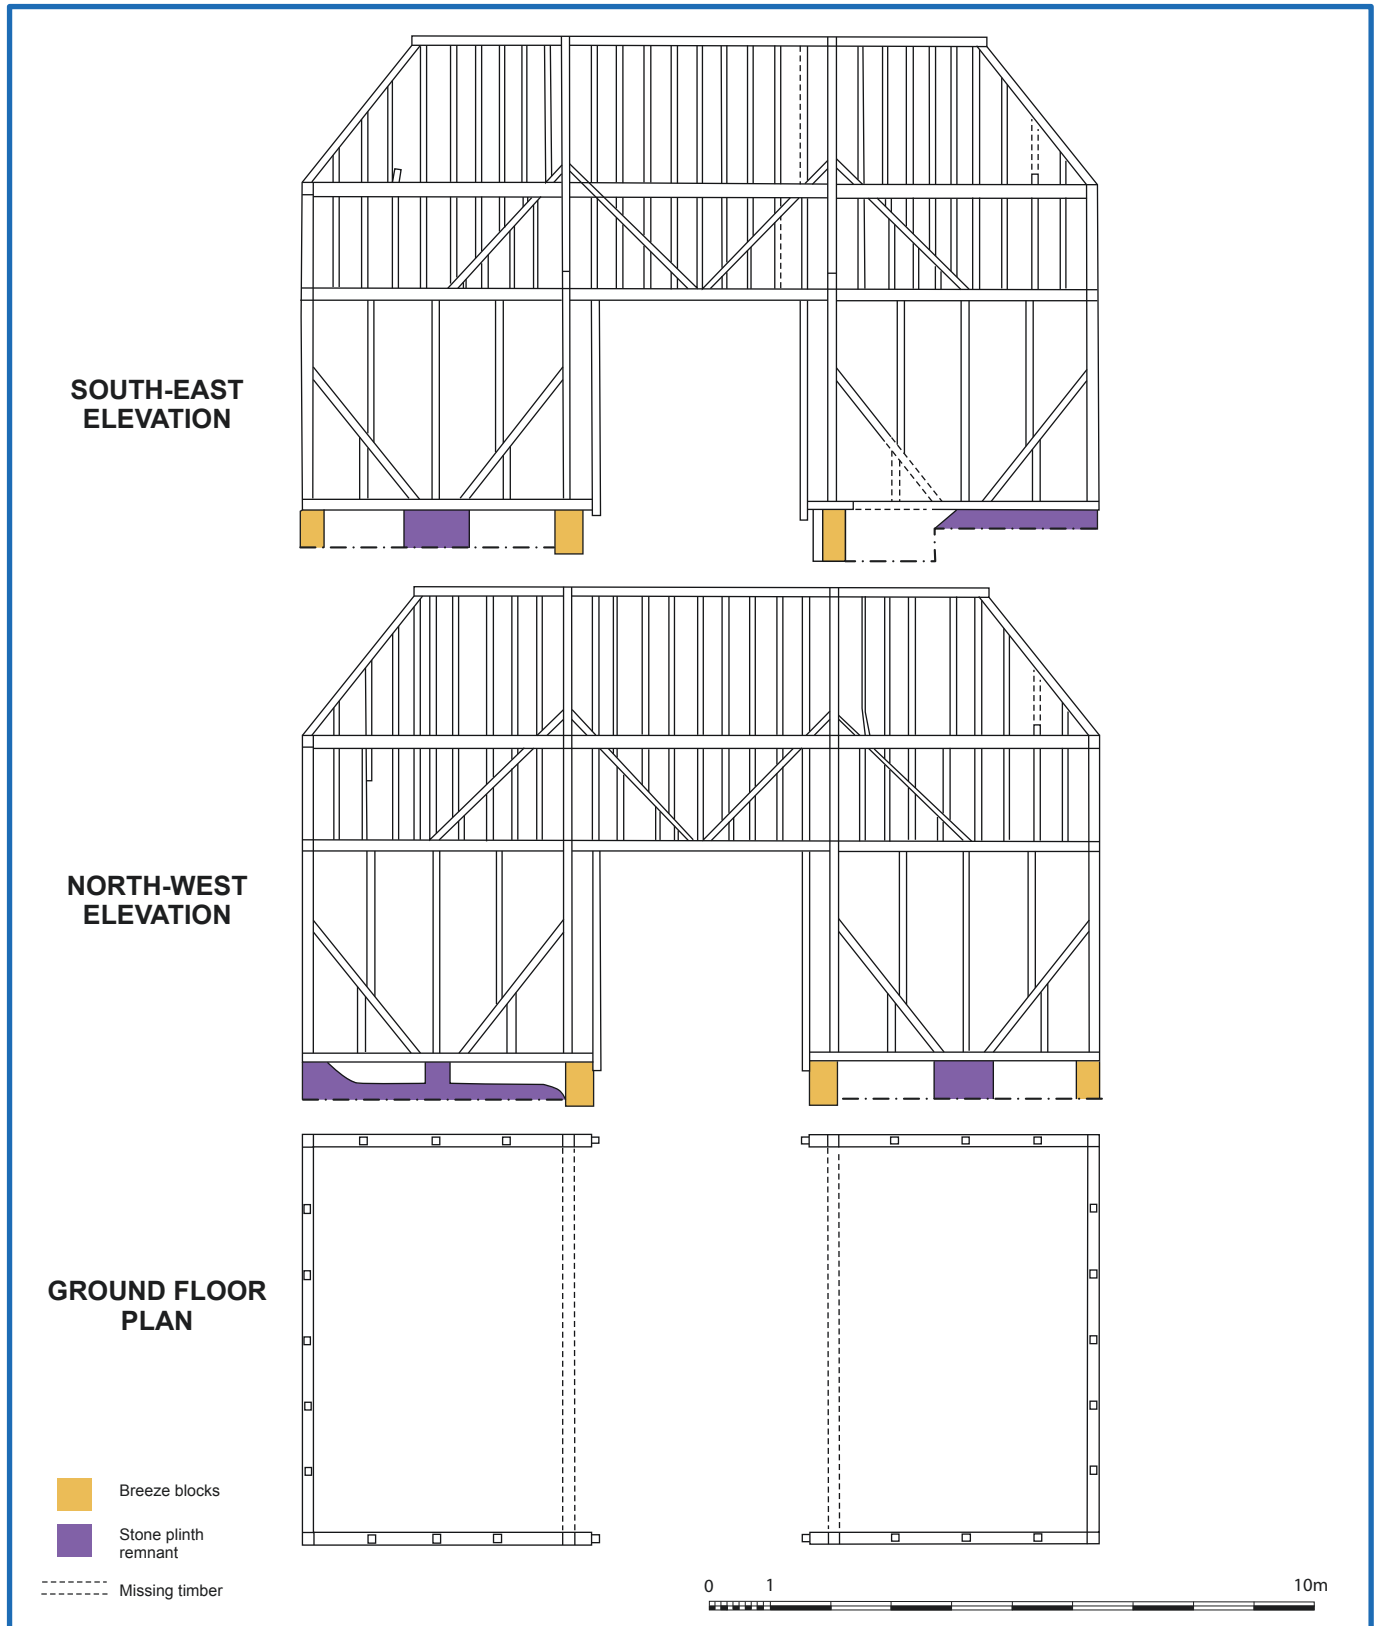 SOUTH-EAST
ELEVATION
NORTH-WEST
ELEVATION
GROUND FLOOR
PLAN
Breeze blocks
Stone plinth
remnant
Missing timber
0 1 10m